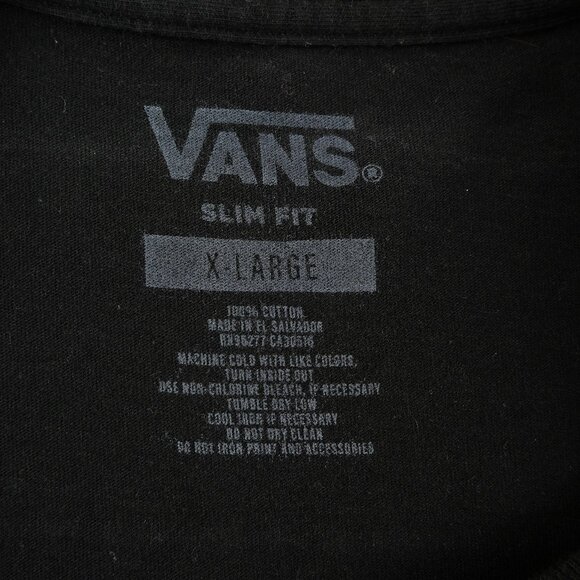 VANS®
SLIM FIT
X-LARGE
100% COTTON
MADE IN EL SALVADOR
RN96277 CA30516
MACHINE COLD WITH LIKE COLORS,
TURN INSIDE OUT
USE NON-CHLORINE BLEACH, IF NECESSARY
TUMBLE DRY LOW
COOL IRON IF NECESSARY
DO NOT DRY CLEAN
DO NOT IRON PRINT AND ACCESSORIES